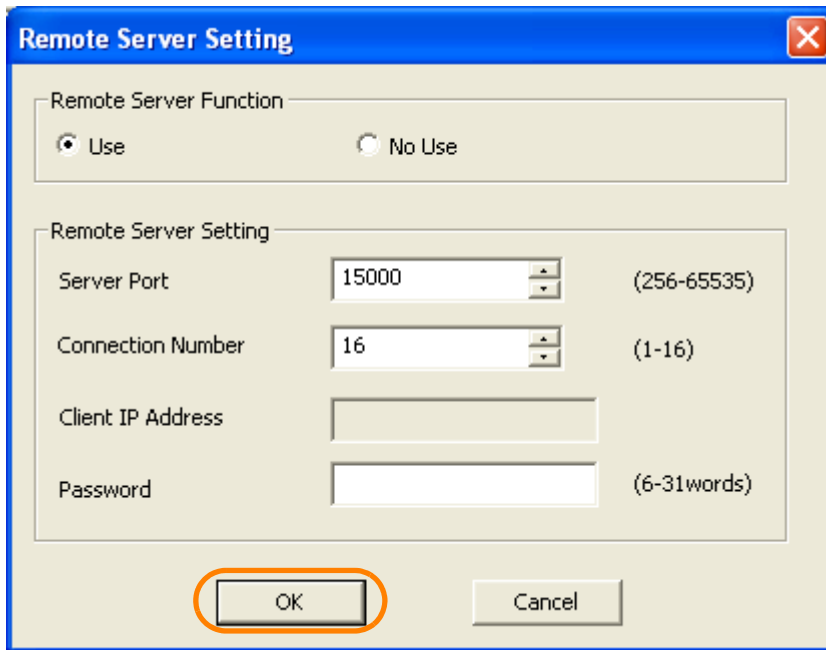 Remote Server Setting
Remote Server Function
Use No Use
Remote Server Setting
Server Port 15000 (256-65535)
Connection Number 16 (1-16)
Client IP Address
Password (6-31words)
OK Cancel